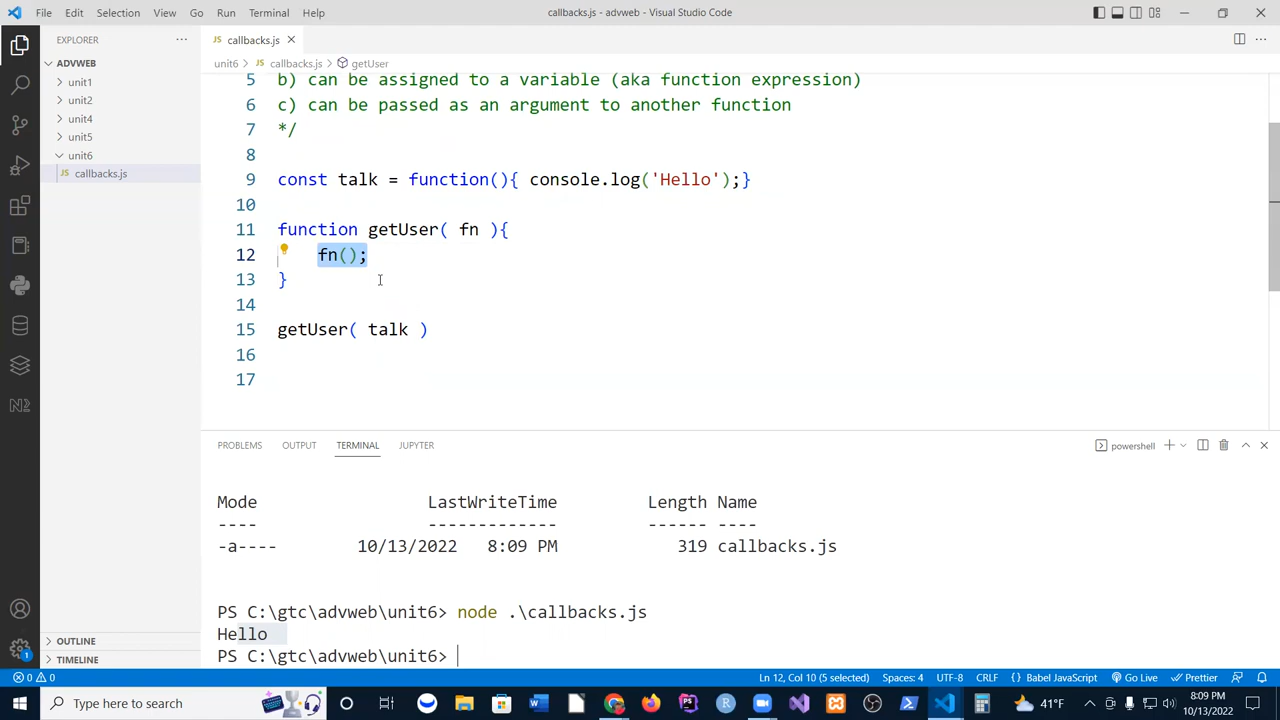 File Edit Selection View Go Run Terminal Help callbacks.js - advweb - Visual Studio Code
EXPLORER ···
callbacks.js
ADVWEB
unit6 > JS callbacks.js > getUser
unit1
unit2
unit4
unit5
unit6
JS callbacks.js
5 b) can be assigned to a variable (aka function expression)
6 c) can be passed as an argument to another function
7 */
8
9 const talk = function(){ console.log('Hello');}
10
11 function getUser( fn ){
12 fn();
13 }
14
15 getUser( talk )
16
17
PROBLEMS OUTPUT TERMINAL JUPYTER powershell
Mode LastWriteTime Length Name
---- ------------- ------ ----
-a---- 10/13/2022 8:09 PM 319 callbacks.js
PS C:\gtc\advweb\unit6> node .\callbacks.js
Hello
PS C:\gtc\advweb\unit6>
OUTLINE
TIMELINE
1
0 0 Ln 12, Col 10 (5 selected) Spaces: 4 UTF-8 CRLF {} Babel JavaScript Go Live Prettier
Type here to search 41°F 8:09 PM
10/13/2022